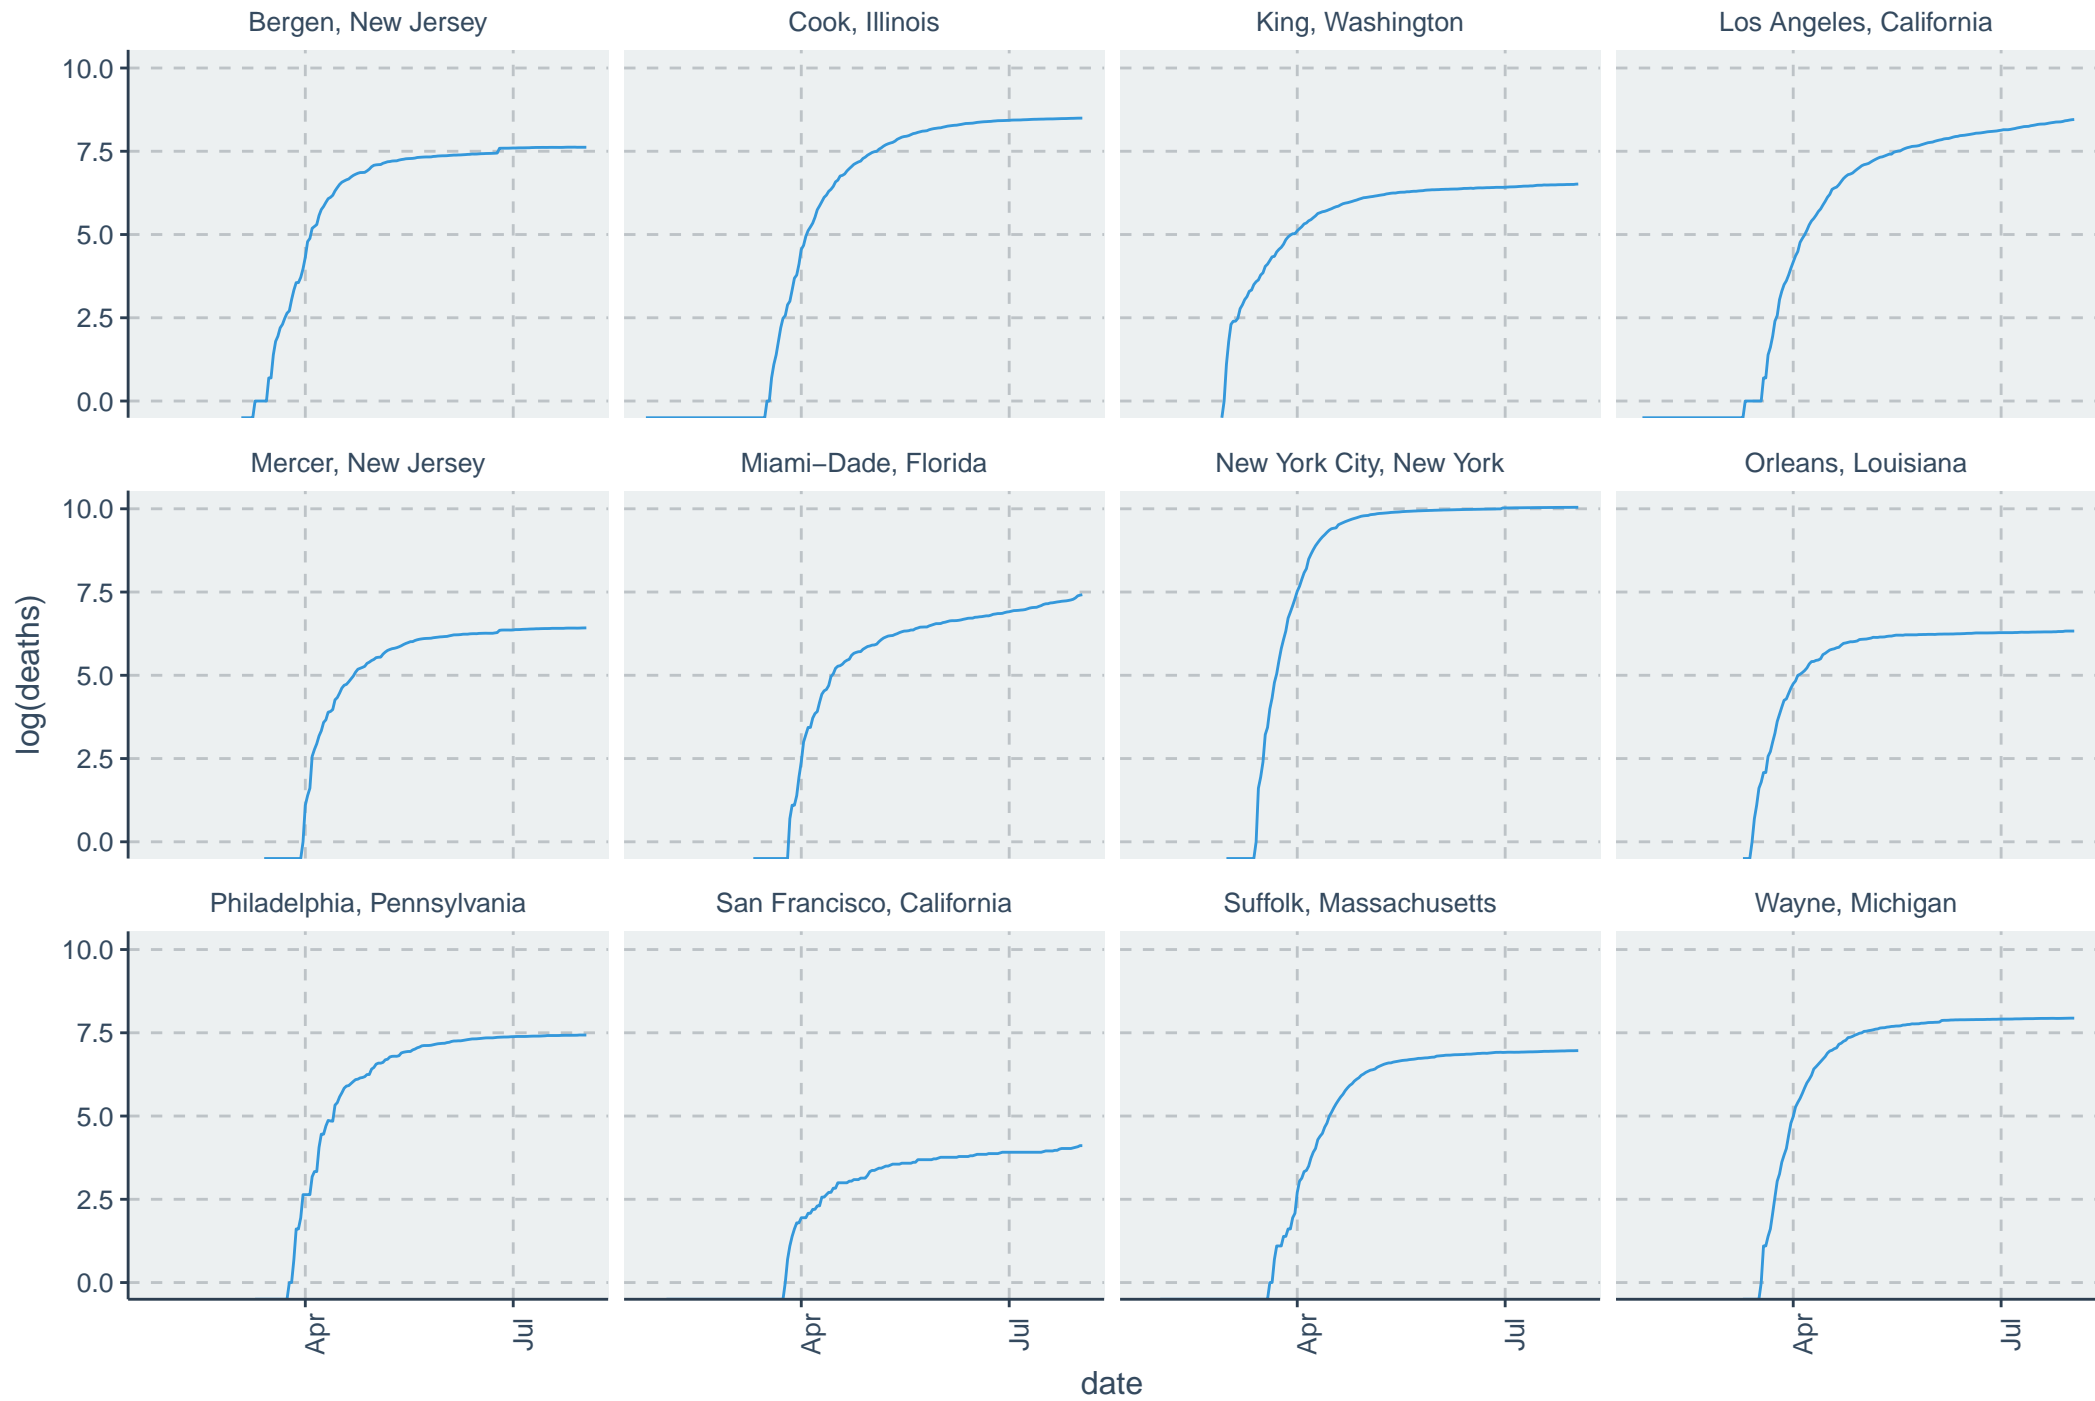 Bergen, New Jersey
Cook, Illinois
King, Washington
Los Angeles, California
10.0
7.5
5.0
2.5
0.0
Mercer, New Jersey
Miami−Dade, Florida
New York City, New York
Orleans, Louisiana
10.0
7.5
5.0
2.5
0.0
log(deaths)
Philadelphia, Pennsylvania
San Francisco, California
Suffolk, Massachusetts
Wayne, Michigan
10.0
7.5
5.0
2.5
0.0
Apr
Jul
Apr
Jul
Apr
Jul
Apr
Jul
date